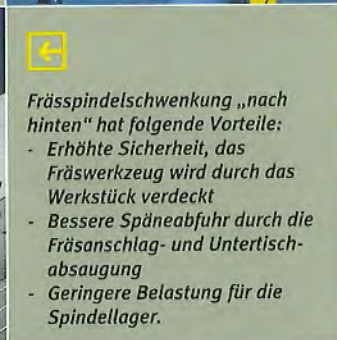 Frässpindelschwenkung „nach
hinten“ hat folgende Vorteile:
- Erhöhte Sicherheit, das
Fräswerkzeug wird durch das
Werkstück verdeckt
- Bessere Späneabfuhr durch die
Fräsanschlag- und Untertisch-
absaugung
- Geringere Belastung für die
Spindellager.